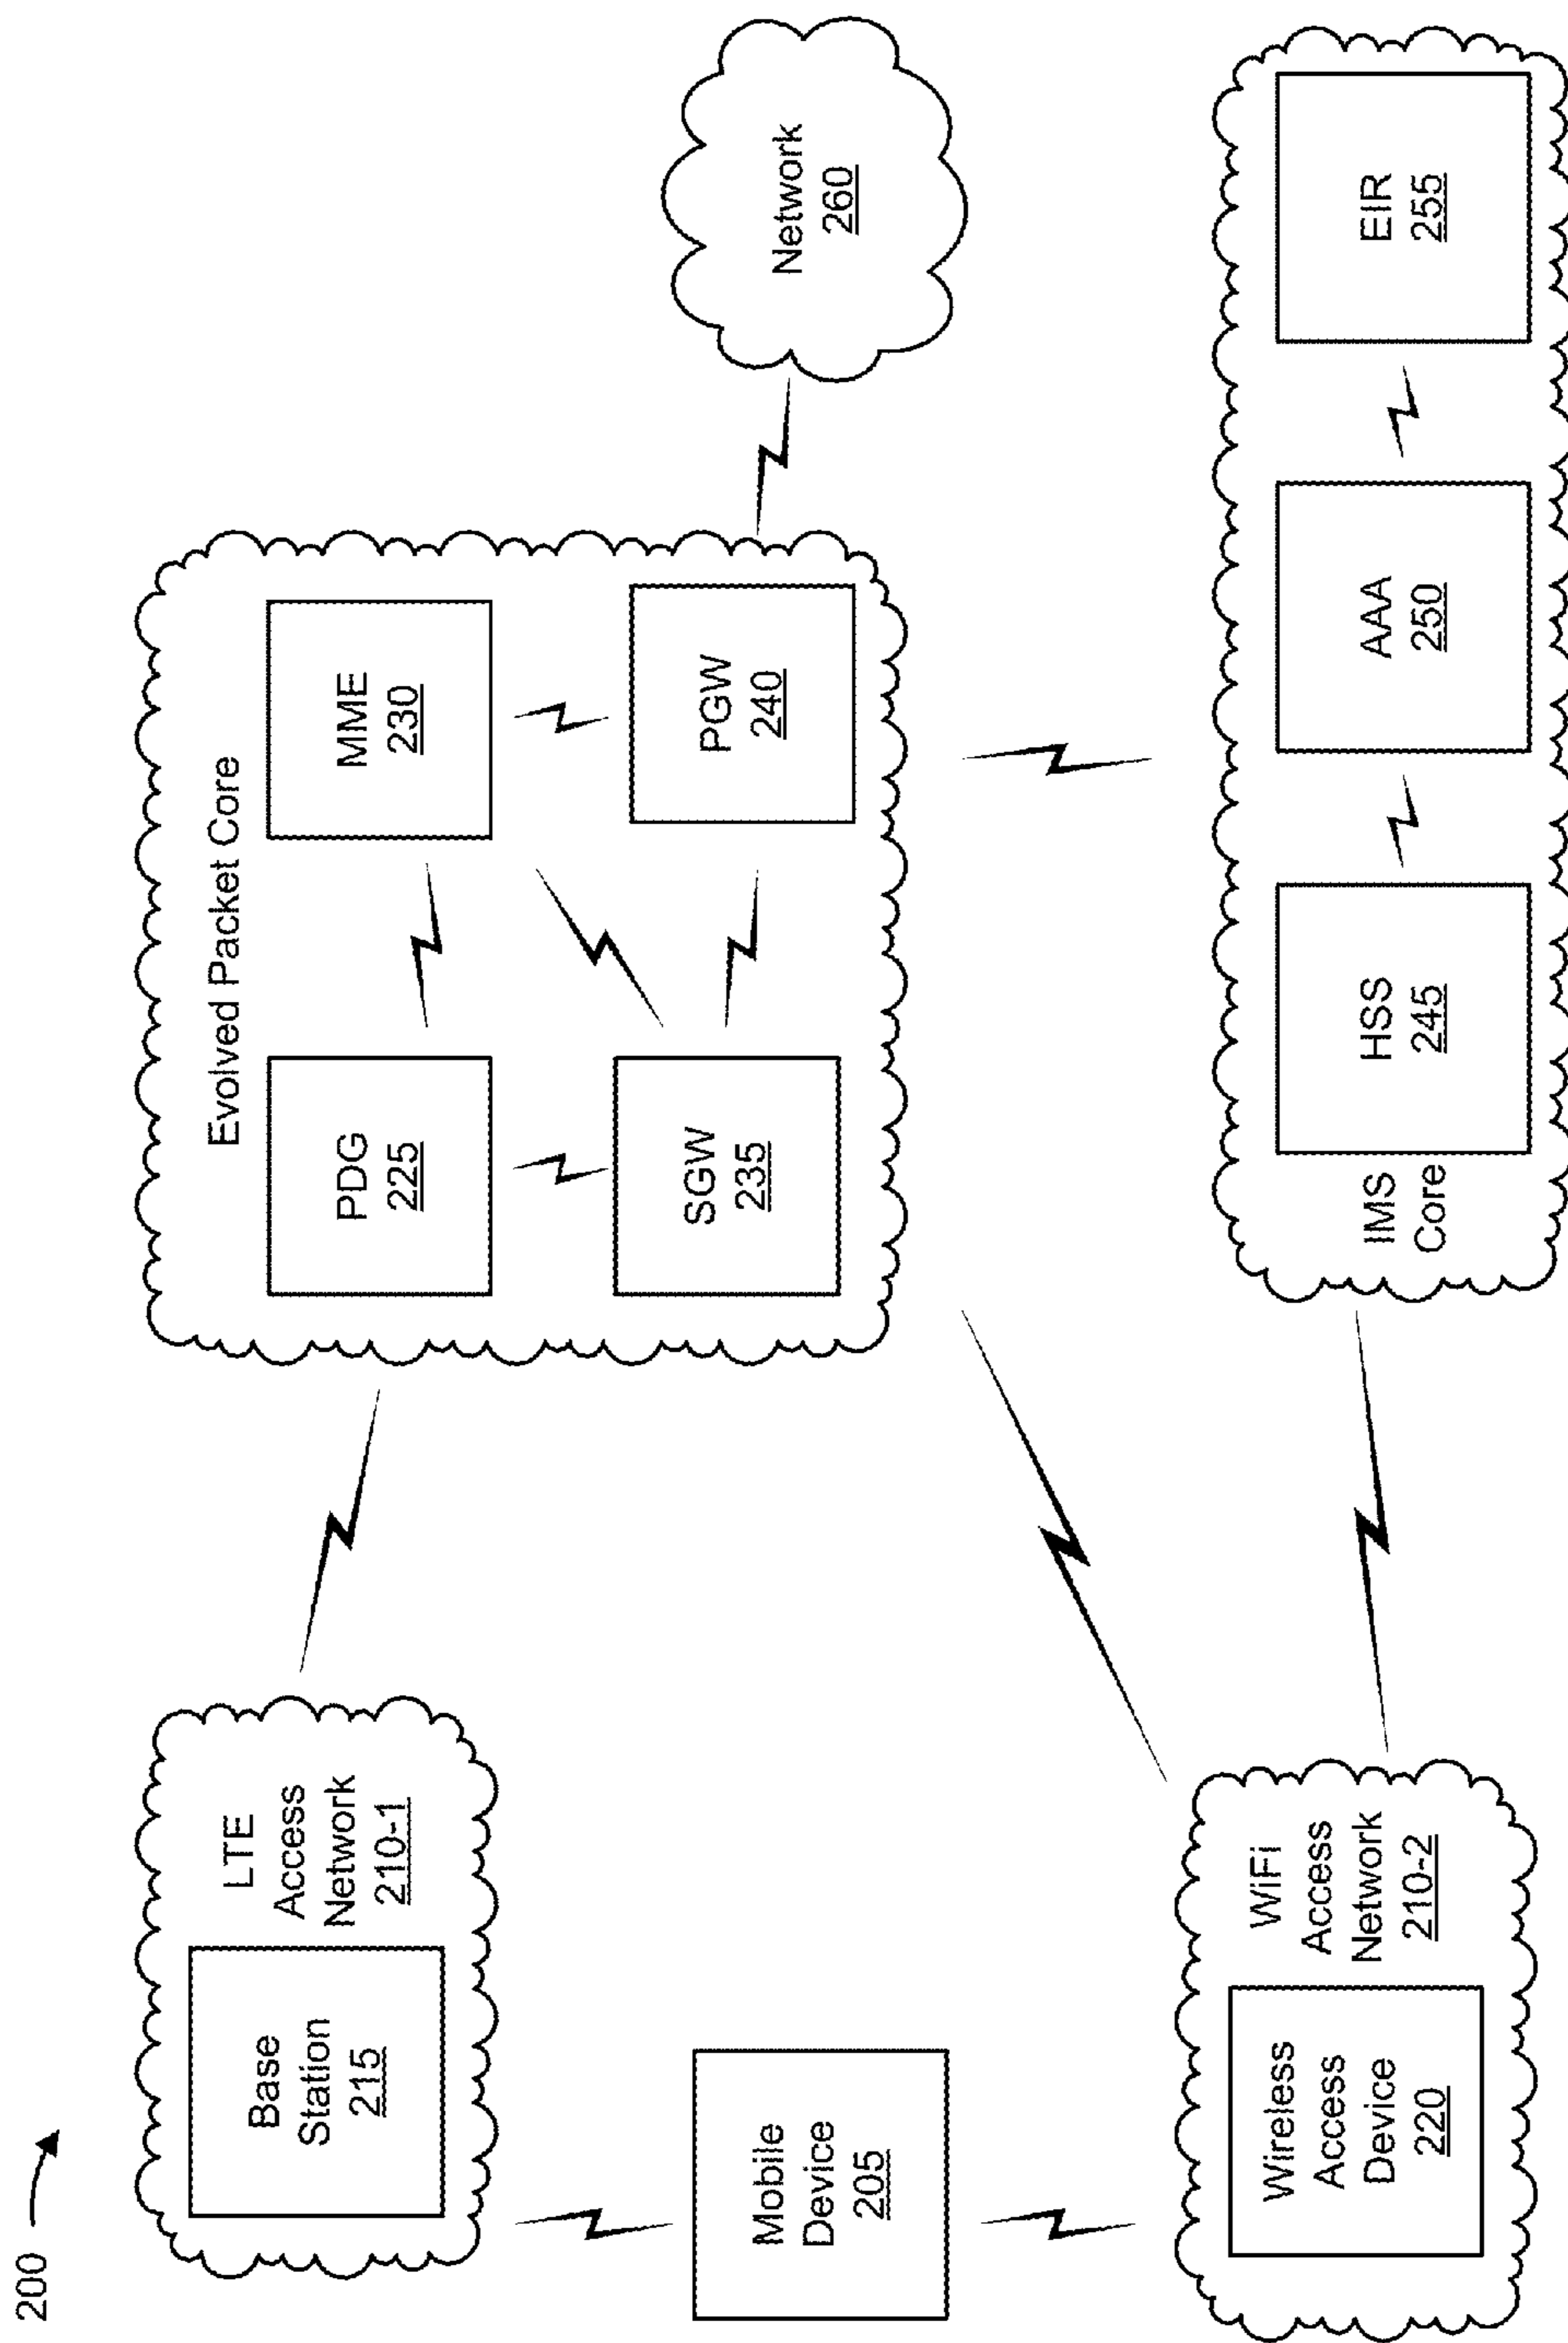 200
LTE
Access
Network
210-1
Base
Station
215
Evolved Packet Core
PDG
225
MME
230
SGW
235
PGW
240
Network
260
Mobile
Device
205
WiFi
Access
Network
210-2
Wireless
Access
Device
220
IMS
Core
HSS
245
AAA
250
EIR
255